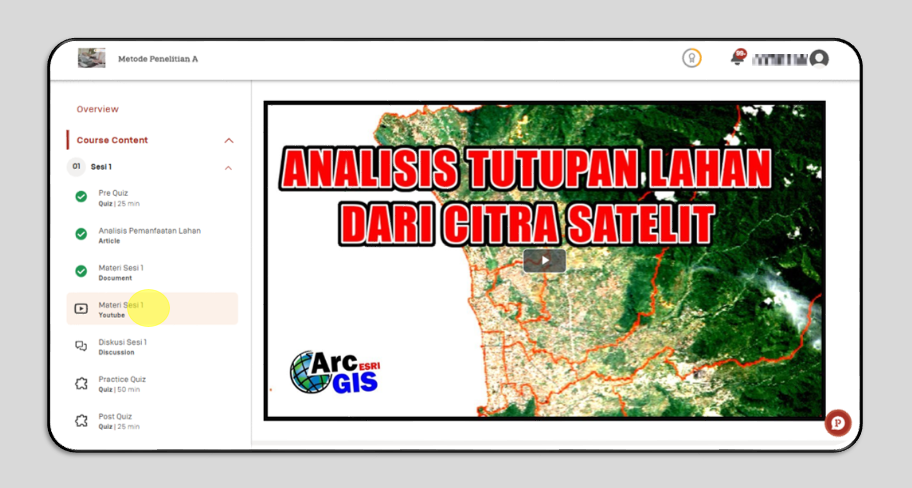 Metode Penelitian A
99+
Overview
Course Content
01 Sesi 1
Pre Quiz
Quiz | 25 min
Analisis Pemanfaatan Lahan
Article
Materi Sesi 1
Document
Materi Sesi 1
Youtube
Diskusi Sesi 1
Discussion
Practice Quiz
Quiz | 50 min
Post Quiz
Quiz | 25 min
ANALISIS TUTUPAN LAHAN
DARI CITRA SATELIT
Arc ESRI
GIS
P